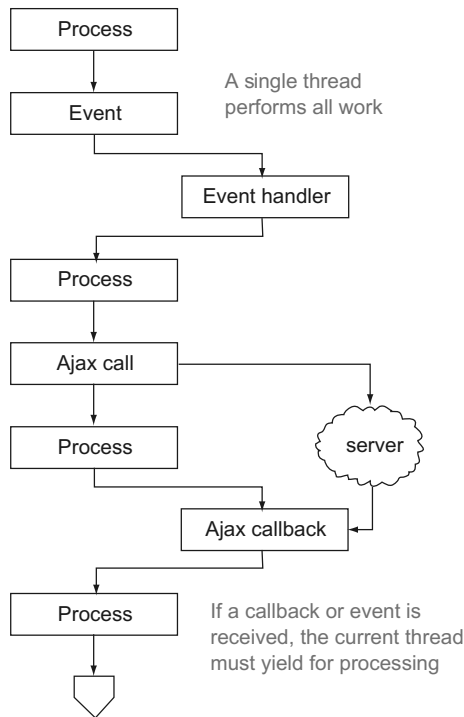 Process
A single thread
performs all work
Event
Event handler
Process
Ajax call
Process
server
Ajax callback
Process
If a callback or event is
received, the current thread
must yield for processing